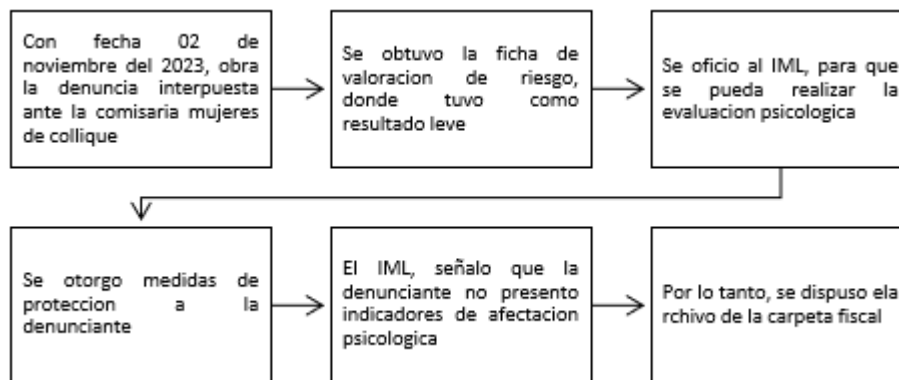 Con fecha 02 de
noviembre del 2023, obra
la denuncia interpuesta
ante la comisaria mujeres
de collique
Se obtuvo la ficha de
valoracion de riesgo,
donde tuvo como
resultado leve
Se oficio al IML, para que
se pueda realizar la
evaluacion psicologica
Se otorgo medidas de
proteccion a la
denunciante
El IML, señalo que la
denunciante no presento
indicadores de afectacion
psicologica
Por lo tanto, se dispuso ela
rchivo de la carpeta fiscal